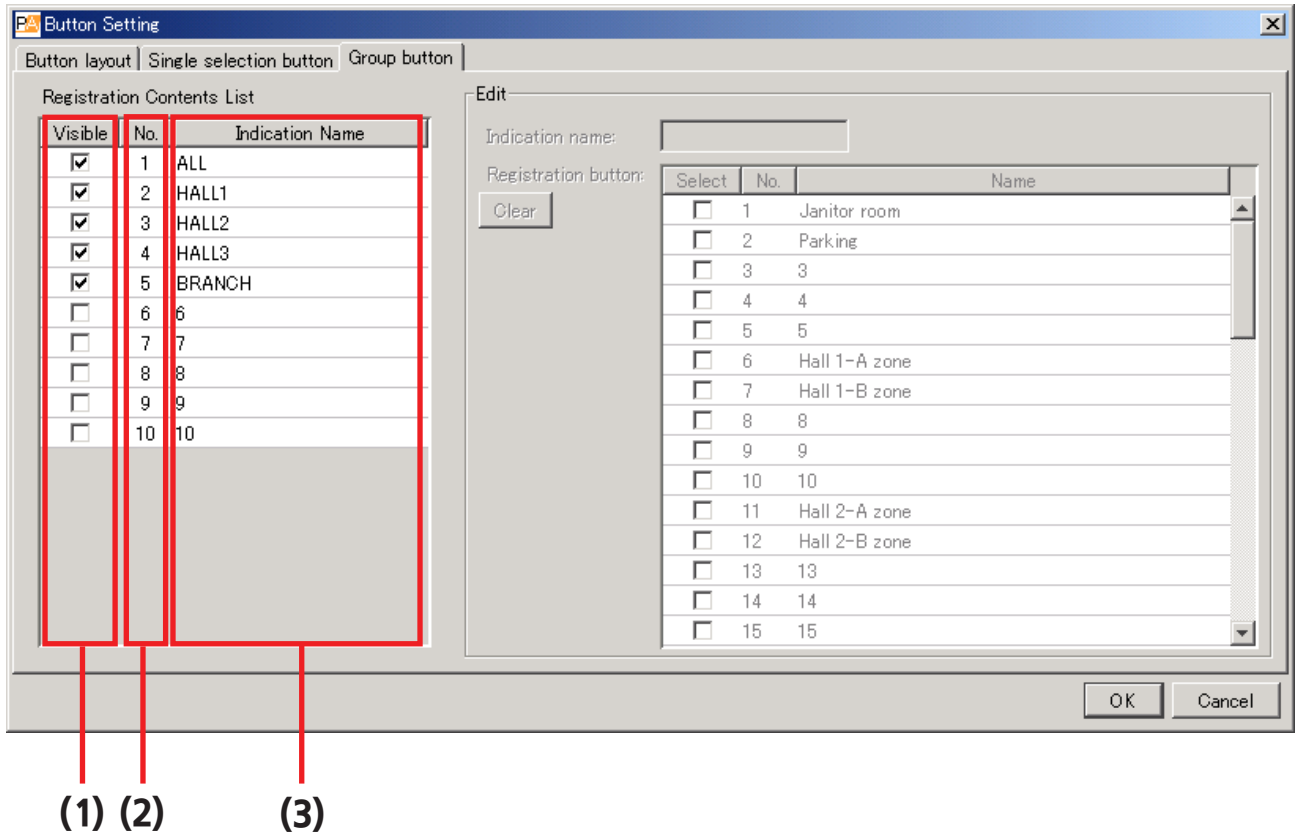 PA Button Setting
Button layout Single selection button Group button
Registration Contents List
Visible No. Indication Name
1 ALL
2 HALL1
3 HALL2
4 HALL3
5 BRANCH
6 6
7 7
8 8
9 9
10 10
Edit
Indication name:
Registration button:
Clear
Select No. Name
1 Janitor room
2 Parking
3 3
4 4
5 5
6 Hall 1-A zone
7 Hall 1-B zone
8 8
9 9
10 10
11 Hall 2-A zone
12 Hall 2-B zone
13 13
14 14
15 15
OK Cancel
(1) (2) (3)